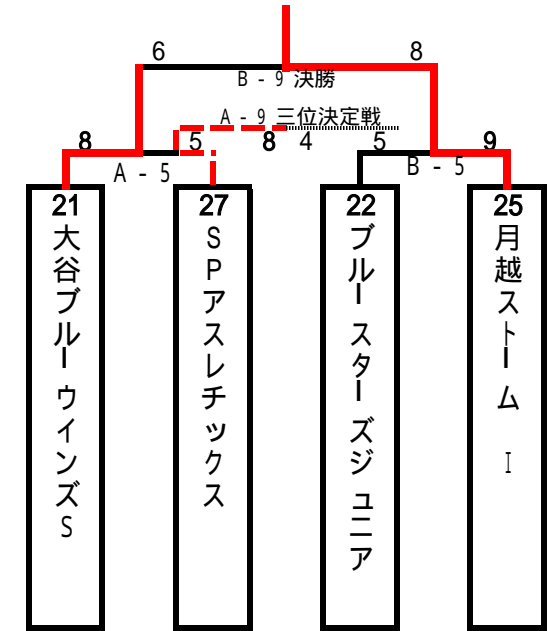 6 8
B - 9 決勝
A - 9 三位決定戦
8 5 8 4 5 9
A - 5 B - 5
21 27 22 25
大谷ブルーウインズS
SPアスレチックス
ブルースターズジュニア
月越ストーム I